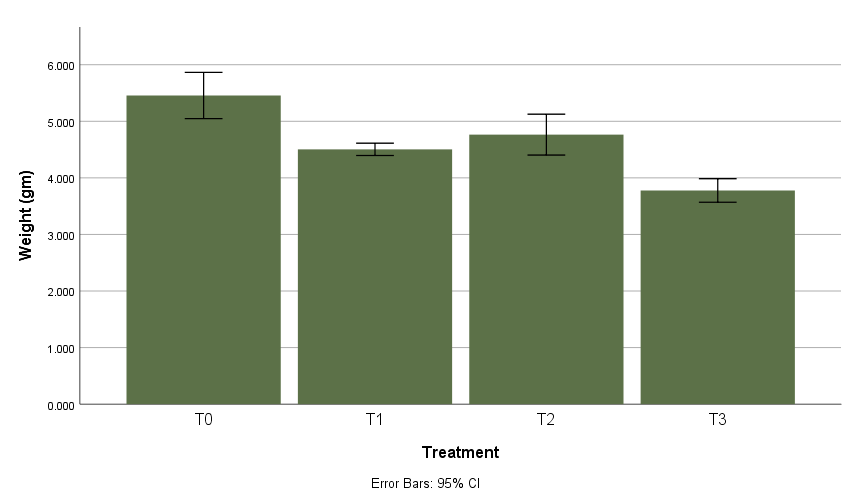 Weight (gm)
6.000
5.000
4.000
3.000
2.000
1.000
0.000
T0 T1 T2 T3
Treatment
Error Bars: 95% CI